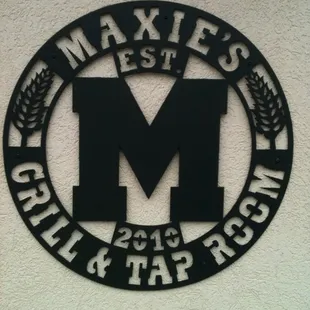 MAXIE'S
EST.
M
2010
GRILL & TAP ROOM